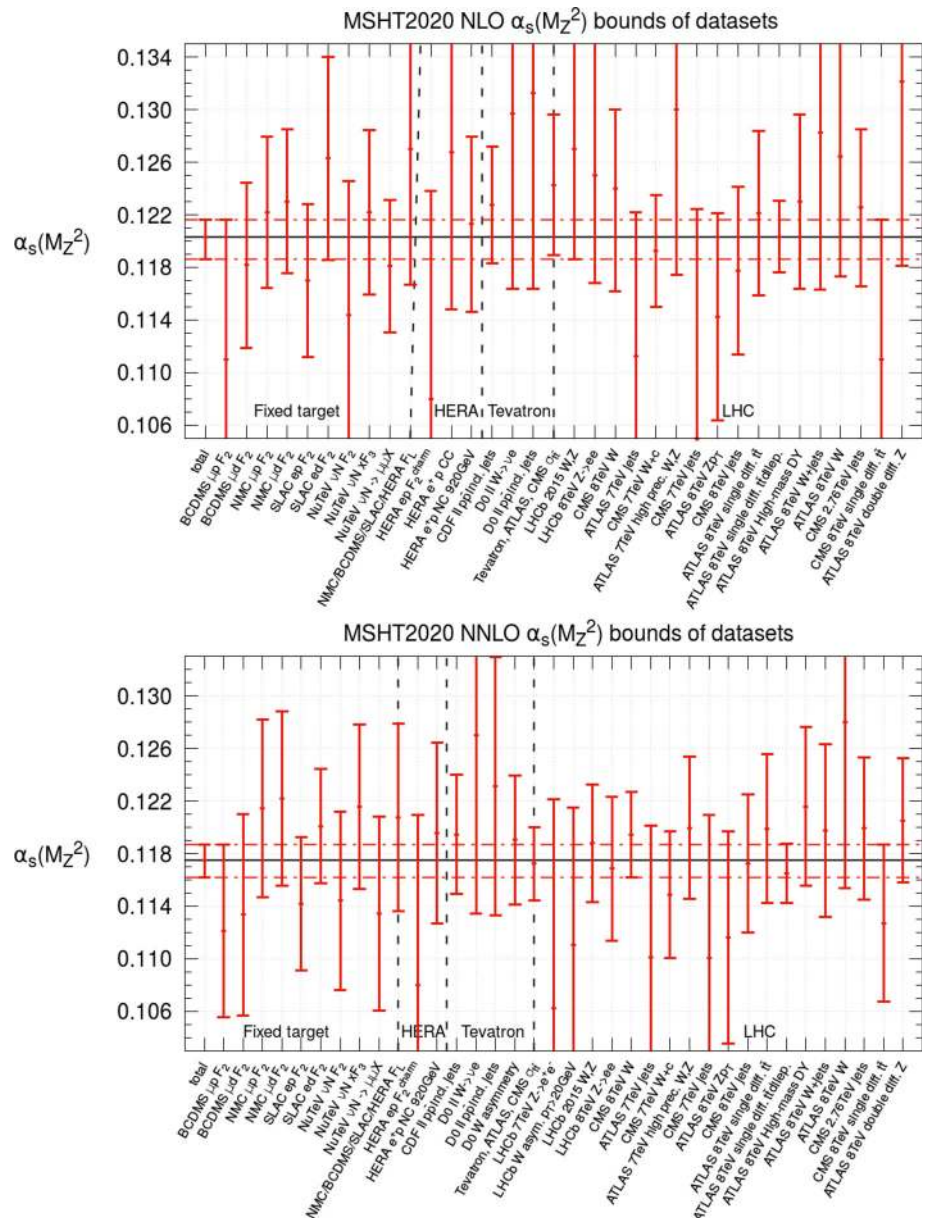 MSHT2020 NLO αs(MZ²) bounds of datasets
0.134
0.130
0.126
0.122
αs(MZ²)
0.118
0.114
0.110
0.106
Fixed target
HERA
Tevatron
LHC
total
BCDMS μp F₂
BCDMS μd F₂
NMC μp F₂
NMC μd F₂
SLAC ep F₂
SLAC ed F₂
NuTeV νN F₂
NuTeV νN xF₃
NuTeV νN -> μμX
NMC/BCDMS/SLAC/HERA F_L
HERA ep F₂charm
HERA e⁺p CC
HERA e⁺p NC 920GeV
CDF II pp̄ incl. jets
D0 II W->νe
D0 II pp̄ incl. jets
Tevatron, ATLAS, CMS σ_tt̄
LHCb 2015 W,Z
LHCb 8TeV Z->ee
CMS 8TeV W
ATLAS 7TeV jets
CMS 7TeV W+c
ATLAS 7TeV high prec. W,Z
CMS 7TeV jets
ATLAS 8TeV Zp_T
CMS 8TeV jets
ATLAS 8TeV single diff. tt̄
ATLAS 8TeV single diff. tt̄ dilep.
ATLAS 8TeV High-mass DY
ATLAS 8TeV W+jets
ATLAS 8TeV W
CMS 2.76TeV jets
CMS 8TeV single diff. tt̄
ATLAS 8TeV double diff. Z
MSHT2020 NNLO αs(MZ²) bounds of datasets
0.130
0.126
0.122
αs(MZ²)
0.118
0.114
0.110
0.106
Fixed target
HERA
Tevatron
LHC
total
BCDMS μp F₂
BCDMS μd F₂
NMC μp F₂
NMC μd F₂
SLAC ep F₂
SLAC ed F₂
NuTeV νN F₂
NuTeV νN xF₃
NuTeV νN -> μμX
NMC/BCDMS/SLAC/HERA F_L
HERA ep F₂charm
HERA e⁺p NC 920GeV
CDF II pp̄ incl. jets
D0 II W->νe
D0 II pp̄ incl. jets
D0 W asymmetry
Tevatron, ATLAS, CMS σ_tt̄
LHCb 7TeV Z->e⁺e⁻
LHCb W asym. p_T>20GeV
LHCb 2015 W,Z
LHCb 8TeV Z->ee
CMS 8TeV W
ATLAS 7TeV jets
CMS 7TeV W+c
ATLAS 7TeV high prec. W,Z
CMS 7TeV jets
ATLAS 8TeV Zp_T
CMS 8TeV jets
ATLAS 8TeV single diff. tt̄
ATLAS 8TeV single diff. tt̄ dilep.
ATLAS 8TeV High-mass DY
ATLAS 8TeV W+jets
ATLAS 8TeV W
CMS 2.76TeV jets
CMS 8TeV single diff. tt̄
ATLAS 8TeV double diff. Z